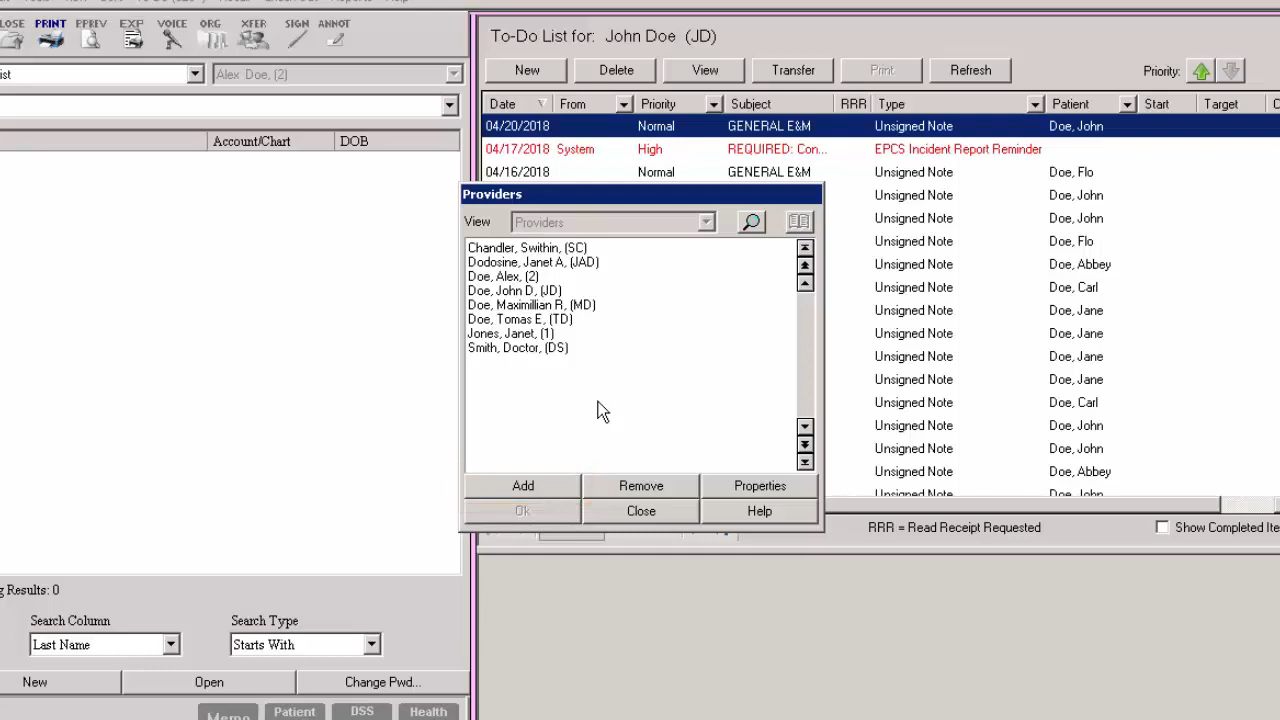 CLOSE PRINT PREV EXP VOICE ORG XFER SIGN ANNOT
Alex Doe, (2)
Account/Chart DOB
g Results: 0
Search Column Search Type
Last Name Starts With
New Open Change Pwd...
Memo Patient DSS Health
To-Do List for: John Doe (JD)
New Delete View Transfer Print Refresh Priority:
Date From Priority Subject RRR Type Patient Start Target
04/20/2018 Normal GENERAL E&M Unsigned Note Doe, John
04/17/2018 System High REQUIRED: Con... EPCS Incident Report Reminder
04/16/2018 Normal GENERAL E&M Unsigned Note Doe, Flo
Unsigned Note Doe, John
Unsigned Note Doe, John
Unsigned Note Doe, Flo
Unsigned Note Doe, Abbey
Unsigned Note Doe, Carl
Unsigned Note Doe, Jane
Unsigned Note Doe, Jane
Unsigned Note Doe, Jane
Unsigned Note Doe, Jane
Unsigned Note Doe, Carl
Unsigned Note Doe, John
Unsigned Note Doe, John
Unsigned Note Doe, Abbey
Unsigned Note Doe, John
RRR = Read Receipt Requested Show Completed Ite
Providers
View Providers
Chandler, Swithin, (SC)
Dodosine, Janet A, (JAD)
Doe, Alex, (2)
Doe, John D, (JD)
Doe, Maximillian R, (MD)
Doe, Tomas E, (TD)
Jones, Janet, (1)
Smith, Doctor, (DS)
Add Remove Properties
Ok Close Help